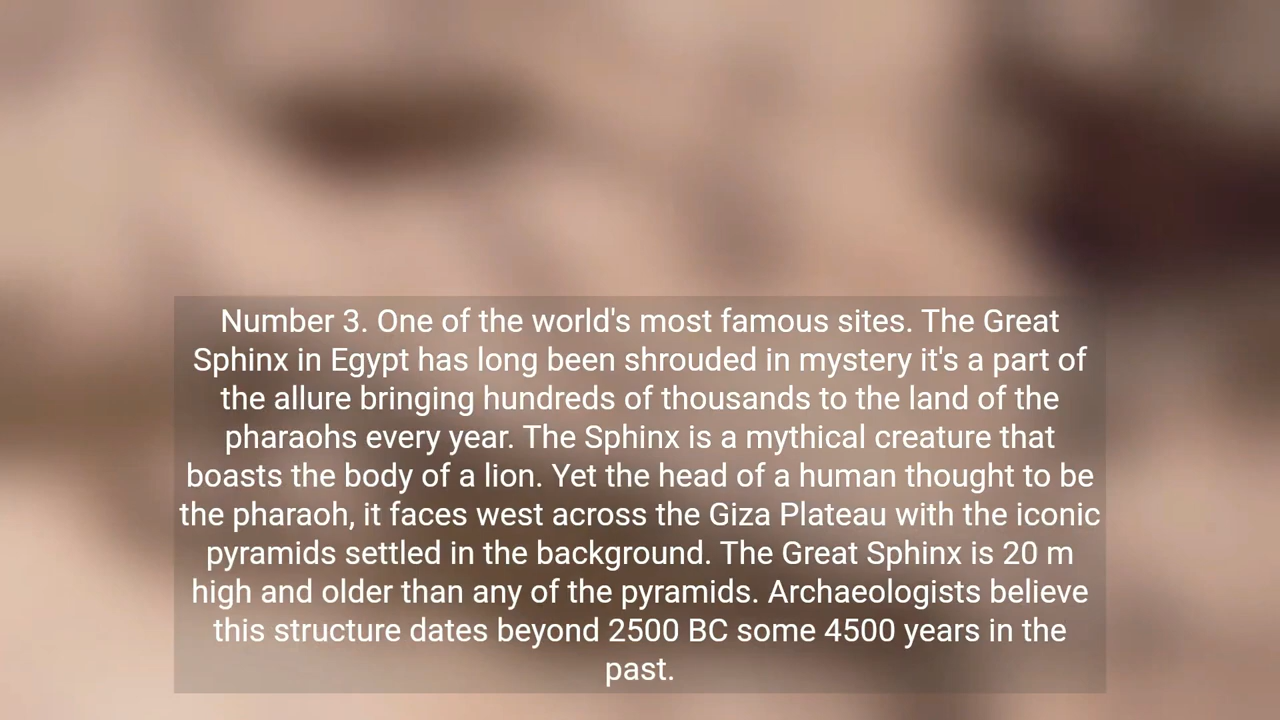 Number 3. One of the world's most famous sites. The Great
Sphinx in Egypt has long been shrouded in mystery it's a part of
the allure bringing hundreds of thousands to the land of the
pharaohs every year. The Sphinx is a mythical creature that
boasts the body of a lion. Yet the head of a human thought to be
the pharaoh, it faces west across the Giza Plateau with the iconic
pyramids settled in the background. The Great Sphinx is 20 m
high and older than any of the pyramids. Archaeologists believe
this structure dates beyond 2500 BC some 4500 years in the
past.